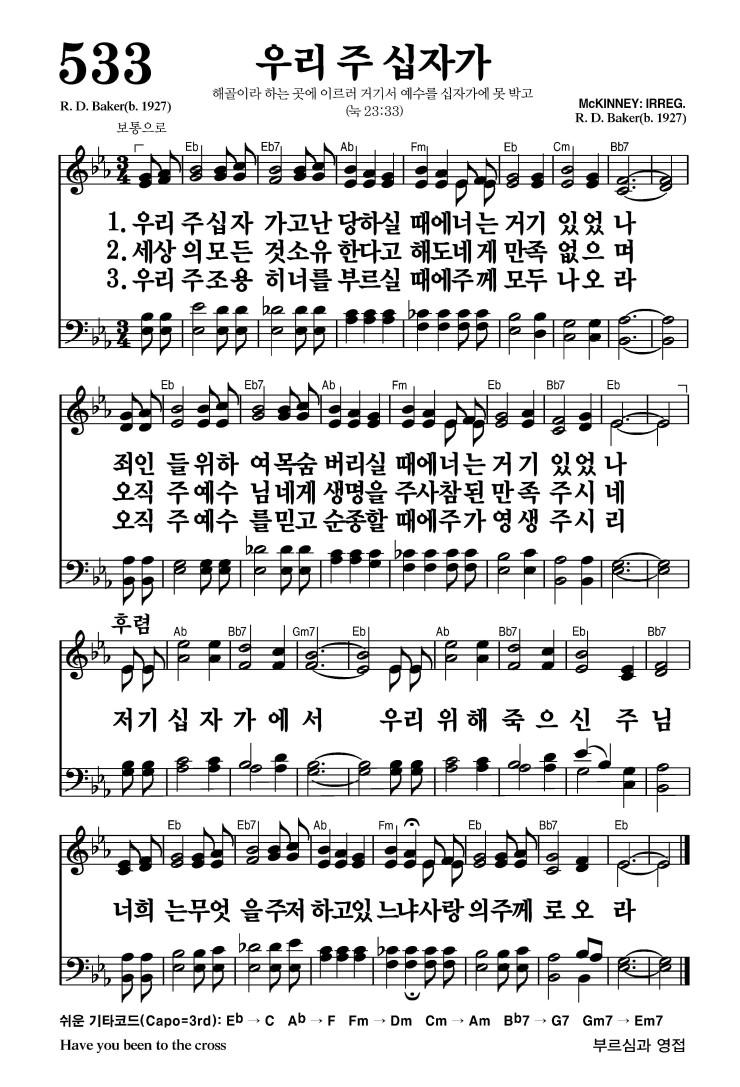 533
우리 주 십자가
해골이라 하는 곳에 이르러 거기서 예수를 십자가에 못 박고
(눅 23:33)
R. D. Baker(b. 1927)
McKINNEY: IRREG.
R. D. Baker(b. 1927)
보통으로
Eb Eb7 Ab Fm Eb Cm Bb7
1. 우리 주십자 가고난 당하실 때에너는 거기 있었 나
2. 세상 의모든 것소유 한다고 해도네게 만족 없으 며
3. 우리 주조용 히너를 부르실 때에주께 모두 나오 라
Eb Eb7 Ab Fm Eb Bb7 Eb
죄인 들위하 여목숨 버리실 때에너는 거기 있었 나
오직 주예수 님네게 생명을 주사참된 만족 주시 네
오직 주예수 를믿고 순종할 때에주가 영생 주시 리
후렴
Ab Bb7 Gm7 Eb Ab Bb7 Eb Bb7
저기 십자가에서 우리 위해 죽으신 주님
Eb Eb7 Ab Fm Eb Bb7 Eb
너희 는무엇 을주저 하고있 느냐사랑 의주께 로오 라
쉬운 기타코드(Capo=3rd): Eb → C Ab → F Fm → Dm Cm → Am Bb7 → G7 Gm7 → Em7
Have you been to the cross
부르심과 영접